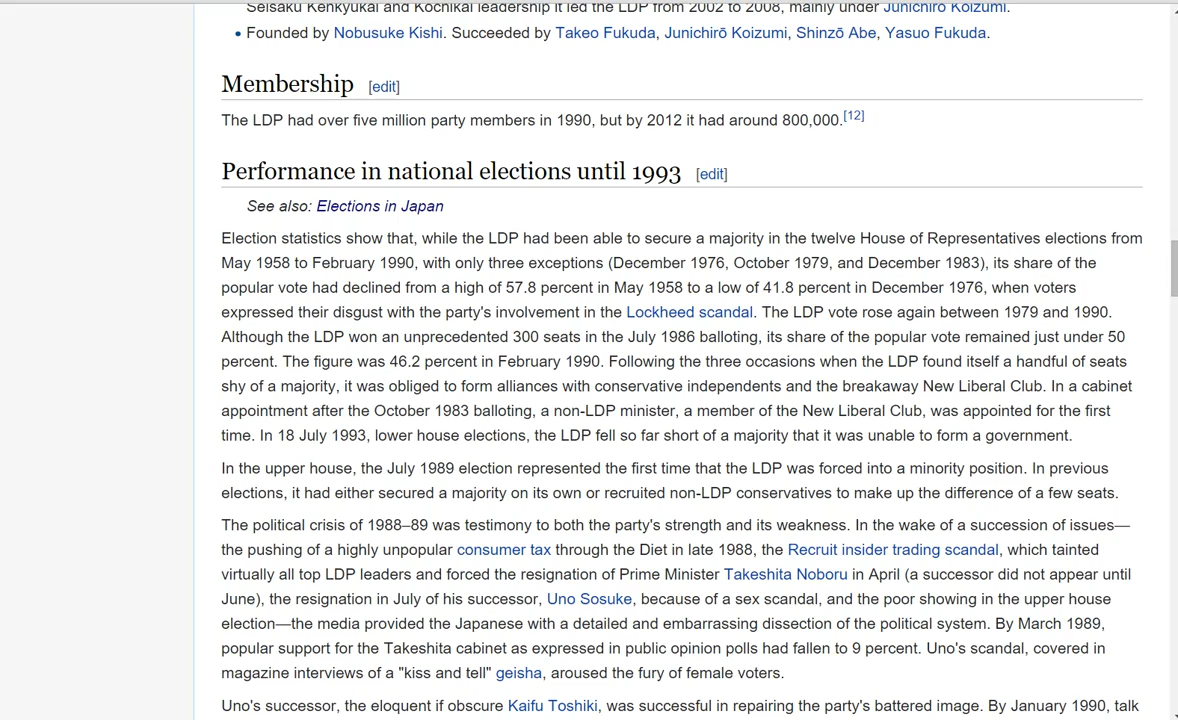 Seisaku Kenkyukai and Kochikai leadership it led the LDP from 2002 to 2008, mainly under Junichiro Koizumi.
• Founded by Nobusuke Kishi. Succeeded by Takeo Fukuda, Junichirō Koizumi, Shinzō Abe, Yasuo Fukuda.
Membership [edit]
The LDP had over five million party members in 1990, but by 2012 it had around 800,000.[12]
Performance in national elections until 1993 [edit]
See also: Elections in Japan
Election statistics show that, while the LDP had been able to secure a majority in the twelve House of Representatives elections from
May 1958 to February 1990, with only three exceptions (December 1976, October 1979, and December 1983), its share of the
popular vote had declined from a high of 57.8 percent in May 1958 to a low of 41.8 percent in December 1976, when voters
expressed their disgust with the party's involvement in the Lockheed scandal. The LDP vote rose again between 1979 and 1990.
Although the LDP won an unprecedented 300 seats in the July 1986 balloting, its share of the popular vote remained just under 50
percent. The figure was 46.2 percent in February 1990. Following the three occasions when the LDP found itself a handful of seats
shy of a majority, it was obliged to form alliances with conservative independents and the breakaway New Liberal Club. In a cabinet
appointment after the October 1983 balloting, a non-LDP minister, a member of the New Liberal Club, was appointed for the first
time. In 18 July 1993, lower house elections, the LDP fell so far short of a majority that it was unable to form a government.
In the upper house, the July 1989 election represented the first time that the LDP was forced into a minority position. In previous
elections, it had either secured a majority on its own or recruited non-LDP conservatives to make up the difference of a few seats.
The political crisis of 1988–89 was testimony to both the party's strength and its weakness. In the wake of a succession of issues—
the pushing of a highly unpopular consumer tax through the Diet in late 1988, the Recruit insider trading scandal, which tainted
virtually all top LDP leaders and forced the resignation of Prime Minister Takeshita Noboru in April (a successor did not appear until
June), the resignation in July of his successor, Uno Sosuke, because of a sex scandal, and the poor showing in the upper house
election—the media provided the Japanese with a detailed and embarrassing dissection of the political system. By March 1989,
popular support for the Takeshita cabinet as expressed in public opinion polls had fallen to 9 percent. Uno's scandal, covered in
magazine interviews of a "kiss and tell" geisha, aroused the fury of female voters.
Uno's successor, the eloquent if obscure Kaifu Toshiki, was successful in repairing the party's battered image. By January 1990, talk